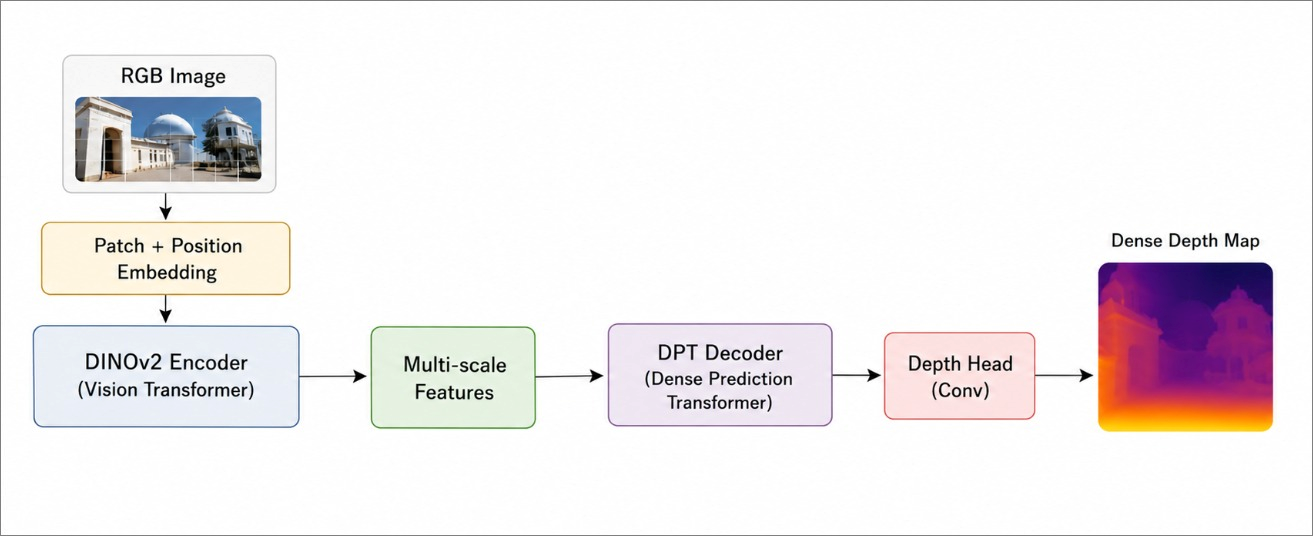 RGB Image
Patch + Position
Embedding
DINOv2 Encoder
(Vision Transformer)
Multi-scale
Features
DPT Decoder
(Dense Prediction
Transformer)
Depth Head
(Conv)
Dense Depth Map